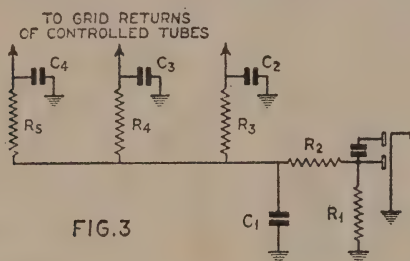 TO GRID RETURNS
OF CONTROLLED TUBES
C4
C3
C2
R5
R4
R3
R2
C1
R1
FIG.3